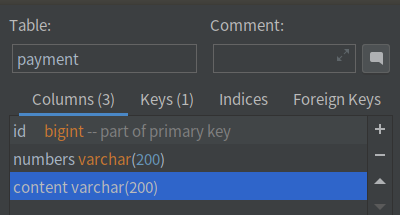 Table:
Comment:
payment
Columns (3)
Keys (1)
Indices
Foreign Keys
id bigint -- part of primary key
numbers varchar(200)
content varchar(200)